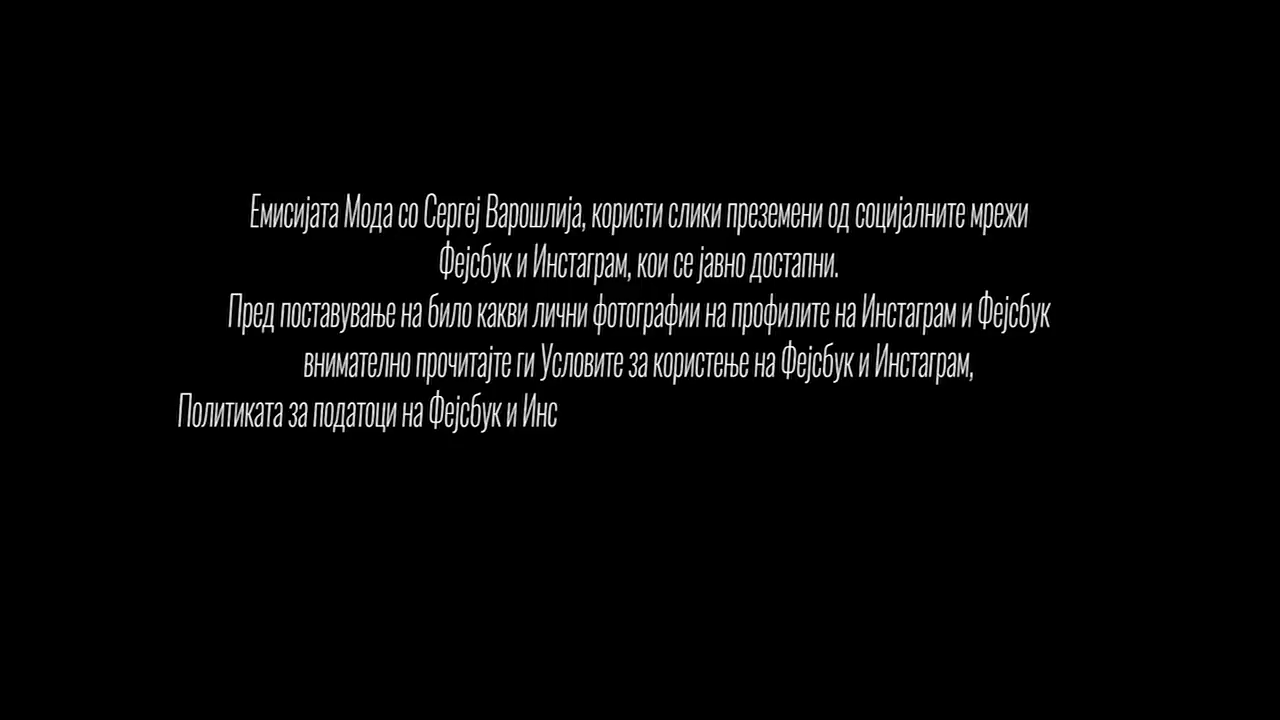 Емисијата Мода со Сергеј Варошлија, користи слики преземени од социјалните мрежи
Фејсбук и Инстаграм, кои се јавно достапни.
Пред поставување на било какви лични фотографии на профилите на Инстаграм и Фејсбук
внимателно прочитајте ги Условите за користење на Фејсбук и Инстаграм,
Политиката за податоци на Фејсбук и Инс